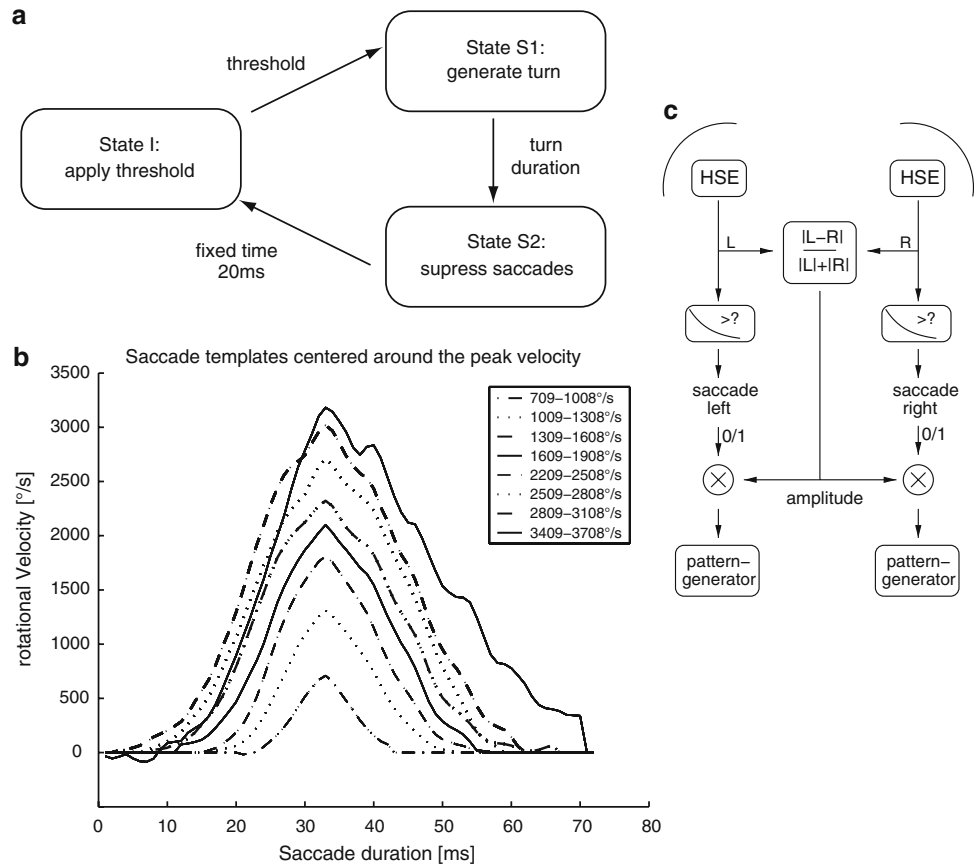 a
State S1:
generate turn
threshold
State I:
apply threshold
turn
duration
fixed time
20ms
State S2:
supress saccades
b
Saccade templates centered around the peak velocity
rotational Velocity [°/s]
3500
3000
2500
2000
1500
1000
500
0
709–1008°/s
1009–1308°/s
1309–1608°/s
1609–1908°/s
2209–2508°/s
2509–2808°/s
2809–3108°/s
3409–3708°/s
0
10
20
30
40
50
60
70
80
Saccade duration [ms]
c
HSE
HSE
L
|L–R|
|L|+|R|
R
>?
>?
saccade
left
saccade
right
0/1
0/1
amplitude
pattern–
generator
pattern–
generator